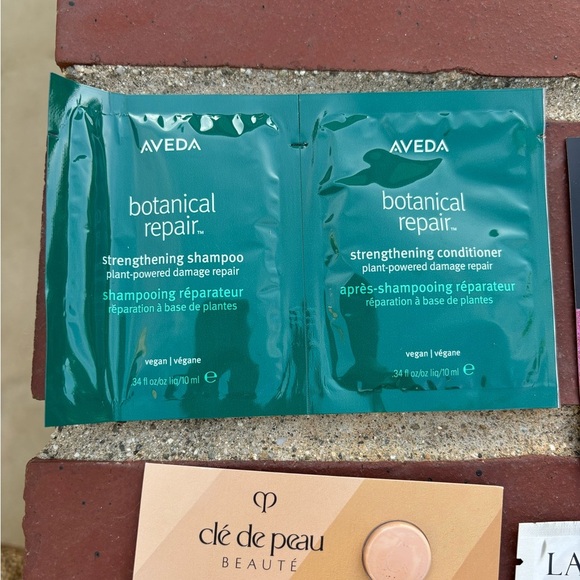 AVEDA
botanical
repair™
strengthening shampoo
plant-powered damage repair
shampooing réparateur
réparation à base de plantes
vegan | végane
.34 fl oz/oz liq/10 ml e
AVEDA
botanical
repair™
strengthening conditioner
plant-powered damage repair
après-shampooing réparateur
réparation à base de plantes
vegan | végane
.34 fl oz/oz liq/10 ml e
clé de peau
BEAUTÉ
LA